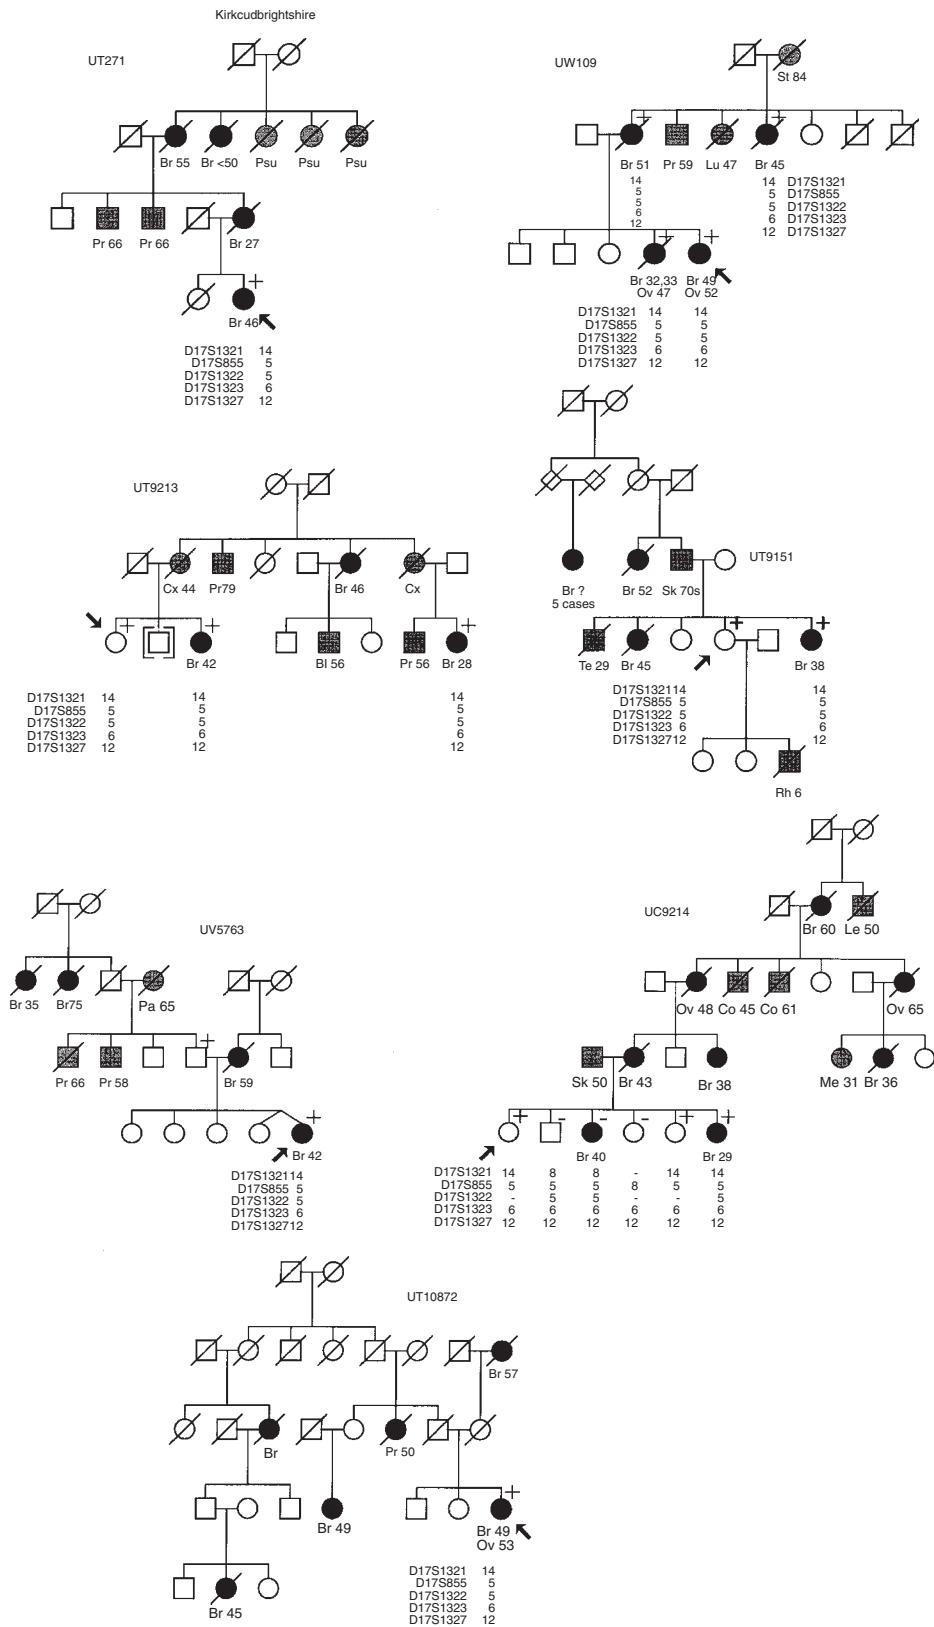 Kirkcudbrightshire
UT271
Br 55 Br <50 Psu Psu Psu
Pr 66 Pr 66 Br 27
+
Br 46
D17S1321 14
D17S855 5
D17S1322 5
D17S1323 6
D17S1327 12
UW109
St 84
+ +
Br 51 Pr 59 Lu 47 Br 45
14 14 D17S1321
5 5 D17S855
5 5 D17S1322
6 6 D17S1323
12 12 D17S1327
+ +
Br 32,33 Br 49
Ov 47 Ov 52
D17S1321 14 14
D17S855 5 5
D17S1322 5 5
D17S1323 6 6
D17S1327 12 12
UT9213
Cx 44 Pr79 Br 46 Cx
+ + +
Br 42 Bl 56 Pr 56 Br 28
D17S1321 14 14 14
D17S855 5 5 5
D17S1322 5 5 5
D17S1323 6 6 6
D17S1327 12 12 12
UT9151
Br ? Br 52 Sk 70s
5 cases
+ +
Te 29 Br 45 Br 38
D17S132114 14
D17S855 5 5
D17S1322 5 5
D17S1323 6 6
D17S132712 12
Rh 6
UV5763
Br 35 Br75 Pa 65
+
Pr 66 Pr 58 Br 59
+
Br 42
D17S132114
D17S855 5
D17S1322 5
D17S1323 6
D17S132712
UC9214
Br 60 Le 50
Ov 48 Co 45 Co 61 Ov 65
Sk 50 Br 43 Br 38 Me 31 Br 36
+ - - - + +
Br 40 Br 29
D17S1321 14 8 8 - 14 14
D17S855 5 5 5 8 5 5
D17S1322 - 5 5 - - 5
D17S1323 6 6 6 6 6 6
D17S1327 12 12 12 12 12 12
UT10872
Br 57
Br Pr 50
+
Br 49 Br 49
Ov 53
Br 45
D17S1321 14
D17S855 5
D17S1322 5
D17S1323 6
D17S1327 12